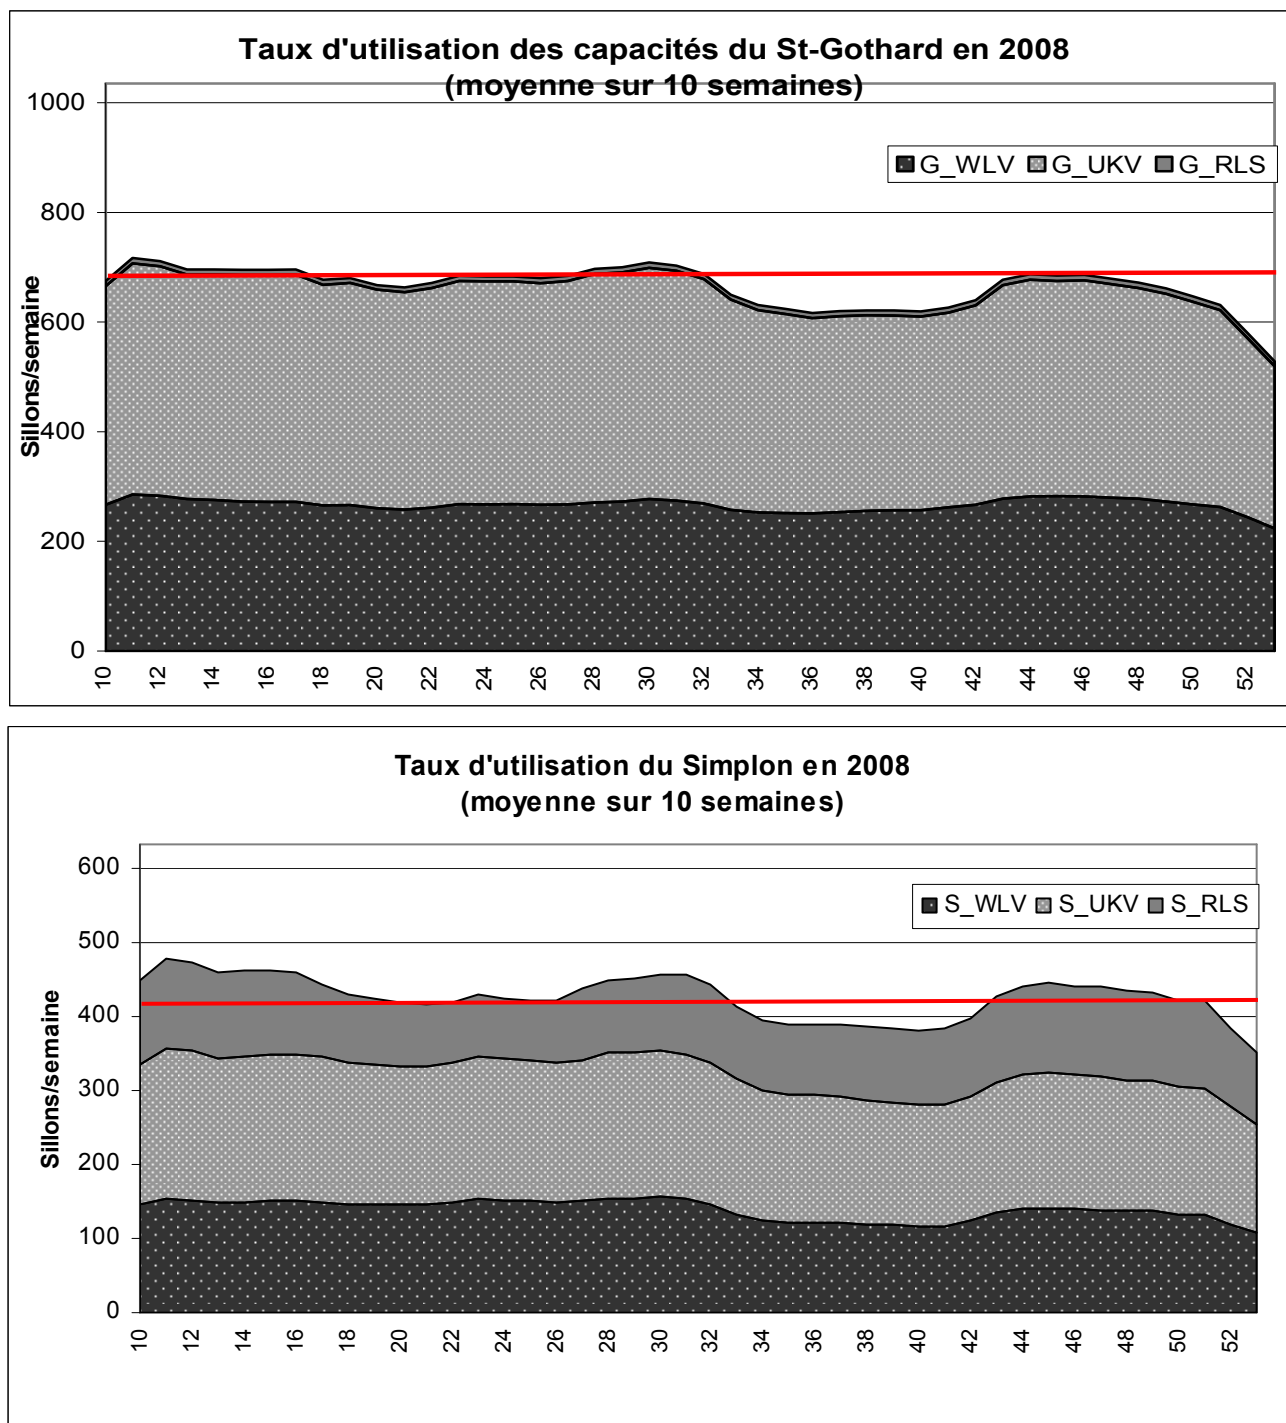 Taux d'utilisation des capacités du St-Gothard en 2008
(moyenne sur 10 semaines)
1000
800
600
400
200
0
Sillons/semaine
G_WLV G_UKV G_RLS
10 12 14 16 18 20 22 24 26 28 30 32 34 36 38 40 42 44 46 48 50 52
Taux d'utilisation du Simplon en 2008
(moyenne sur 10 semaines)
600
500
400
300
200
100
0
Sillons/semaine
S_WLV S_UKV S_RLS
10 12 14 16 18 20 22 24 26 28 30 32 34 36 38 40 42 44 46 48 50 52